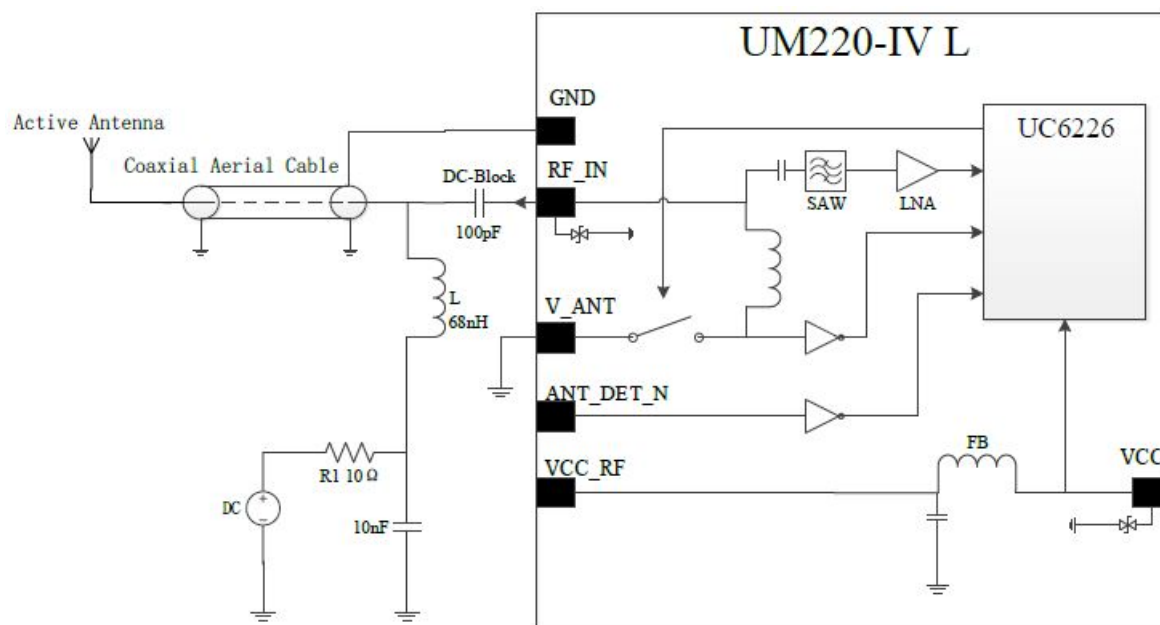 UM220-IV L
GND
UC6226
Active Antenna
Coaxial Aerial Cable
DC-Block
RF_IN
SAW
LNA
100pF
L
68nH
V_ANT
ANT_DET_N
FB
VCC_RF
VCC
R1 10Ω
DC
10nF